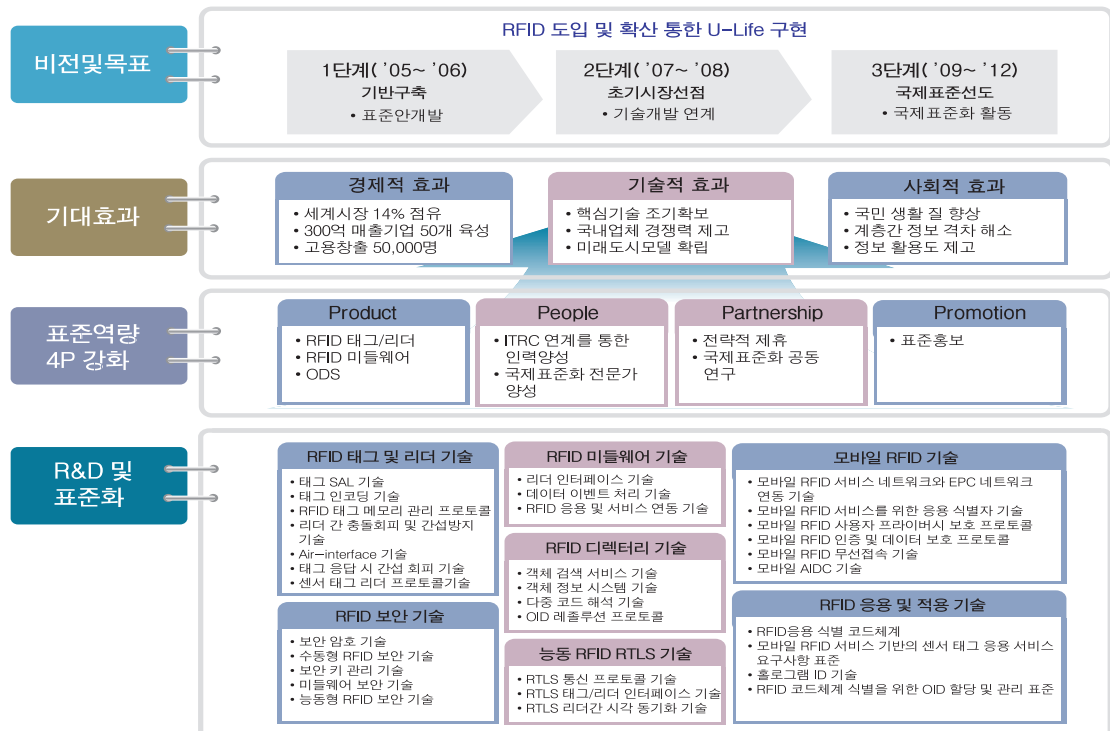 비전및목표
RFID 도입 및 확산 통한 U-Life 구현
1단계( '05~ '06)
기반구축
• 표준안개발
2단계( '07~ '08)
초기시장선점
• 기술개발 연계
3단계( '09~ '12)
국제표준선도
• 국제표준화 활동
기대효과
경제적 효과
• 세계시장 14% 점유
• 300억 매출기업 50개 육성
• 고용창출 50,000명
기술적 효과
• 핵심기술 조기확보
• 국내업체 경쟁력 제고
• 미래도시모델 확립
사회적 효과
• 국민 생활 질 향상
• 계층간 정보 격차 해소
• 정보 활용도 제고
표준역량
4P 강화
Product
• RFID 태그/리더
• RFID 미들웨어
• ODS
People
• ITRC 연계를 통한
인력양성
• 국제표준화 전문가
양성
Partnership
• 전략적 제휴
• 국제표준화 공동
연구
Promotion
• 표준홍보
R&D 및
표준화
RFID 태그 및 리더 기술
• 태그 SAL 기술
• 태그 인코딩 기술
• RFID 태그 메모리 관리 프로토콜
• 리더 간 충돌회피 및 간섭방지
기술
• Air-interface 기술
• 태그 응답 시 간섭 회피 기술
• 센서 태그 리더 프로토콜기술
RFID 보안 기술
• 보안 암호 기술
• 수동형 RFID 보안 기술
• 보안 키 관리 기술
• 미들웨어 보안 기술
• 능동형 RFID 보안 기술
RFID 미들웨어 기술
• 리더 인터페이스 기술
• 데이터 이벤트 처리 기술
• RFID 응용 및 서비스 연동 기술
RFID 디렉터리 기술
• 객체 검색 서비스 기술
• 객체 정보 시스템 기술
• 다중 코드 해석 기술
• OID 레졸루션 프로토콜
능동 RFID RTLS 기술
• RTLS 통신 프로토콜 기술
• RTLS 태그/리더 인터페이스 기술
• RTLS 리더간 시각 동기화 기술
모바일 RFID 기술
• 모바일 RFID 서비스 네트워크와 EPC 네트워크
연동 기술
• 모바일 RFID 서비스를 위한 응용 식별자 기술
• 모바일 RFID 사용자 프라이버시 보호 프로토콜
• 모바일 RFID 인증 및 데이터 보호 프로토콜
• 모바일 RFID 무선접속 기술
• 모바일 AIDC 기술
RFID 응용 및 적용 기술
• RFID응용 식별 코드체계
• 모바일 RFID 서비스 기반의 센서 태그 응용 서비스
요구사항 표준
• 홀로그램 ID 기술
• RFID 코드체계 식별을 위한 OID 할당 및 관리 표준